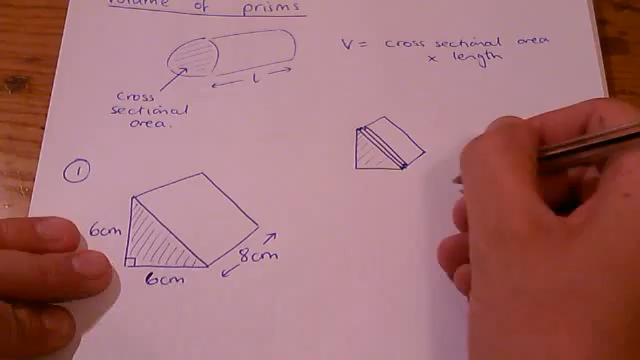 Volume of prisms
V = cross sectional area
x length
L
cross
sectional
area.
1
6cm
8cm
6cm